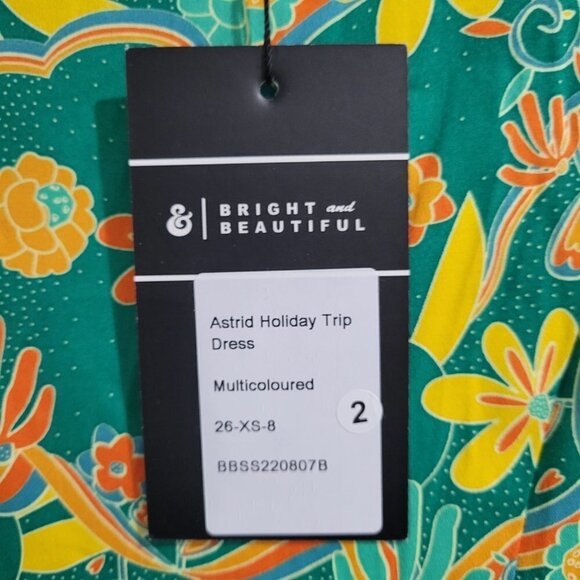 & BRIGHT and
BEAUTIFUL
Astrid Holiday Trip
Dress
Multicoloured
2
26-XS-8
BBSS220807B